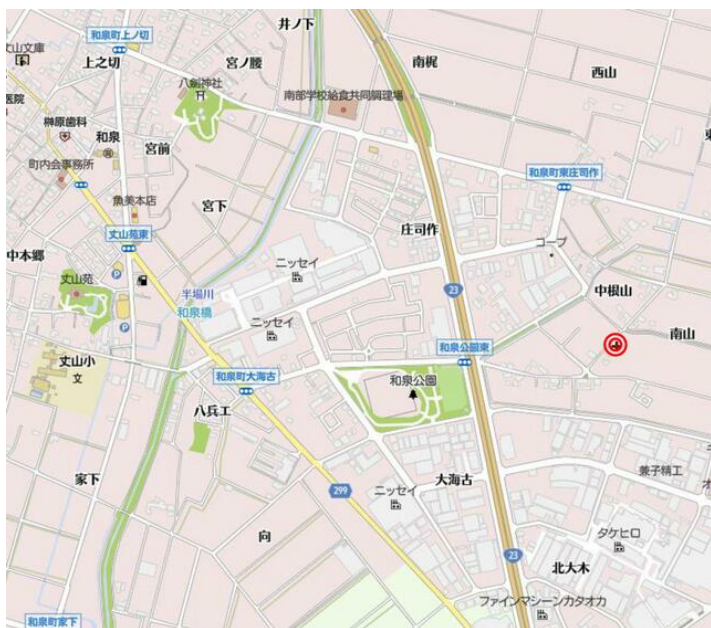 井ノ下
和泉町上ノ切
南梶
丈山文庫
上之切
宮ノ腰
西山
八劔神社
医院
南部学校給食共同調理場
榊原歯科
和泉
宮前
町内会事務所
和泉町東庄司作
魚美本店
宮下
庄司作
丈山苑東
コープ
中本郷
ニッセイ
丈山苑
23
中根山
半場川
和泉橋
ニッセイ
南山
和泉公園東
丈山小
文
和泉町大海古
和泉公園
八兵エ
家下
大海古
兼子精工
オ
299
ニッセイ
タケヒロ
向
23
北大木
ファインマシーンカタオカ
和泉町家下